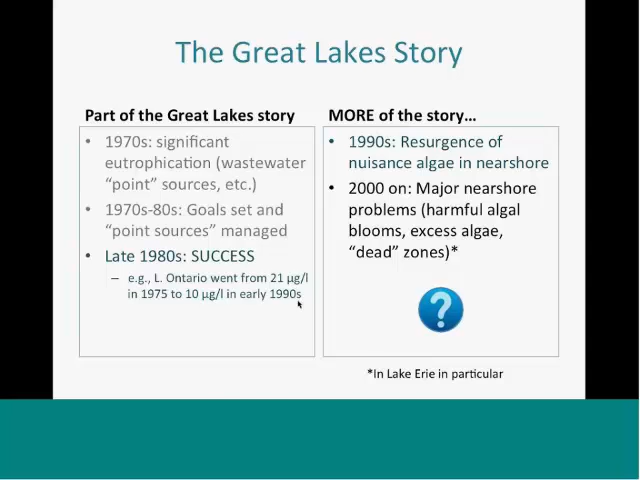 The Great Lakes Story
Part of the Great Lakes story
• 1970s: significant
eutrophication (wastewater
“point” sources, etc.)
• 1970s-80s: Goals set and
“point sources” managed
• Late 1980s: SUCCESS
– e.g., L. Ontario went from 21 µg/l
in 1975 to 10 µg/l in early 1990s
MORE of the story…
• 1990s: Resurgence of
nuisance algae in nearshore
• 2000 on: Major nearshore
problems (harmful algal
blooms, excess algae,
“dead” zones)*
?
*In Lake Erie in particular